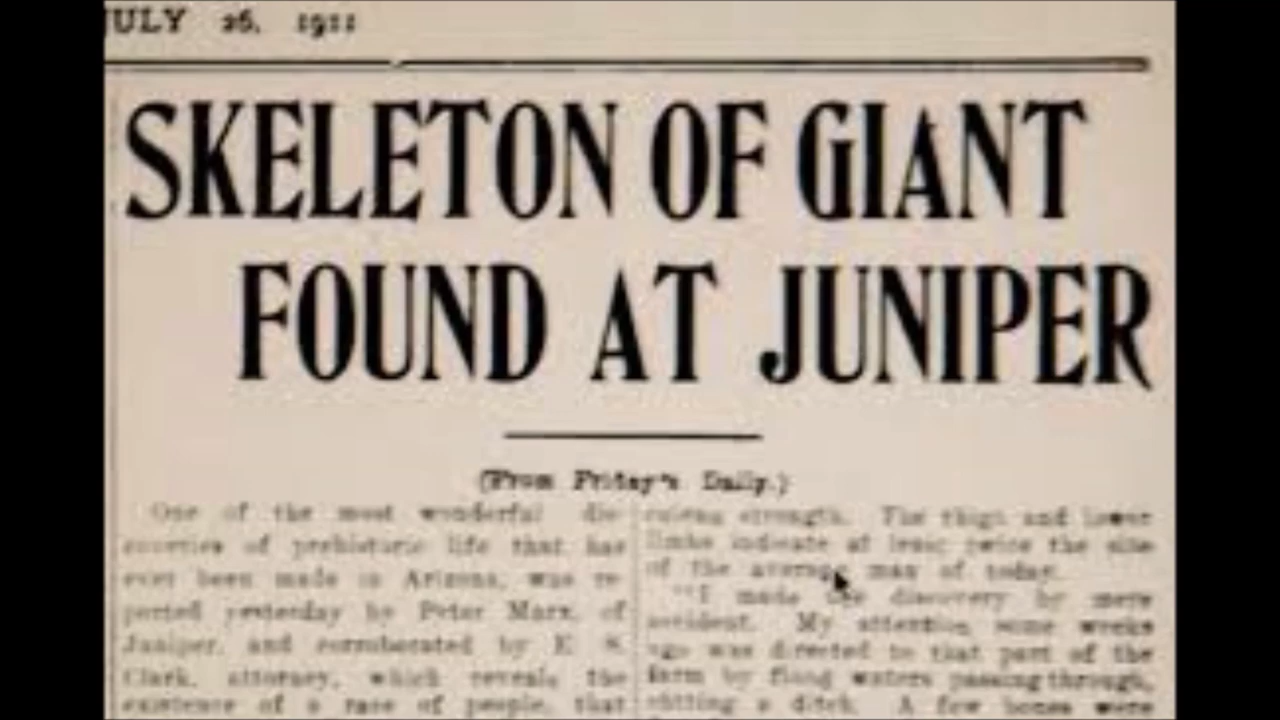 JULY 26, 1911
SKELETON OF GIANT
FOUND AT JUNIPER
(From Friday's Daily.)
One of the most wonderful dis-
coveries of prehistoric life that has
ever been made in Arizona, was re-
ported yesterday by Peter Marx, of
Juniper, and corroborated by E. S.
Clark, attorney, which reveals the
existence of a race of people, that
culean strength. The thigh and lower
limbs indicate at least twice the size
of the average man of today.
"I made the discovery by mere
accident. My attention some weeks
ago was directed to that part of the
farm by flood waters passing through,
cutting a ditch. A few bones were